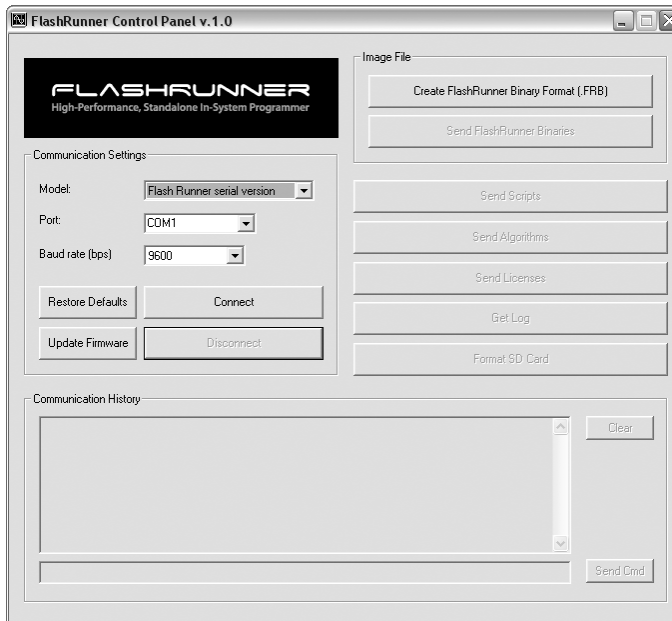 FlashRunner Control Panel v.1.0
FLASHRUNNER
High-Performance, Standalone In-System Programmer
Image File
Create FlashRunner Binary Format (.FRB)
Send FlashRunner Binaries
Communication Settings
Model:
Flash Runner serial version
Port:
COM1
Baud rate (bps)
9600
Restore Defaults
Connect
Update Firmware
Disconnect
Send Scripts
Send Algorithms
Send Licenses
Get Log
Format SD Card
Communication History
Clear
Send Cmd